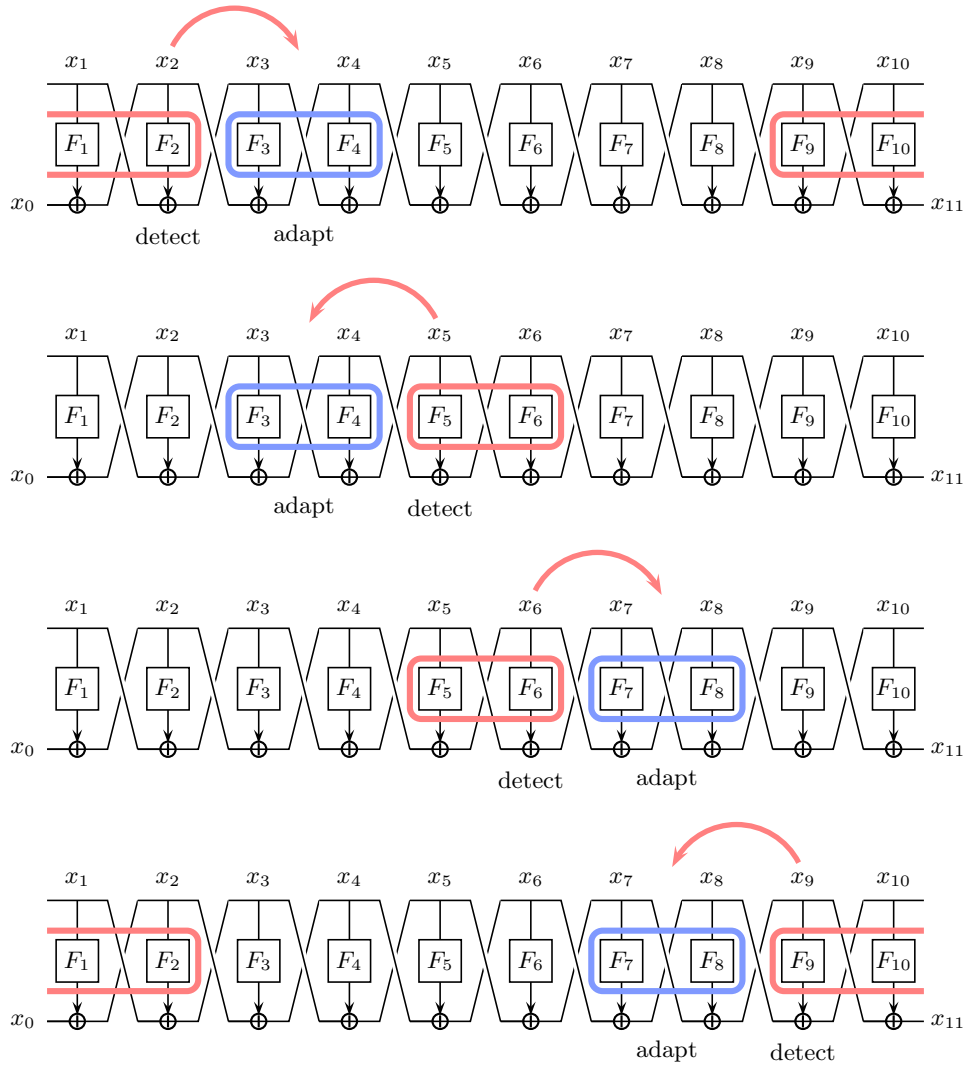 x₁ x₂ x₃ x₄ x₅ x₆ x₇ x₈ x₉ x₁₀
F₁ F₂ F₃ F₄ F₅ F₆ F₇ F₈ F₉ F₁₀
x₀ x₁₁
detect adapt
x₁ x₂ x₃ x₄ x₅ x₆ x₇ x₈ x�9 x₁₀
F₁ F₂ F₃ F₄ F₅ F₆ F₇ F₈ F₉ F₁₀
x₀ x₁₁
adapt detect
x₁ x₂ x₃ x₄ x₅ x₆ x₇ x₈ x₉ x₁₀
F₁ F₂ F₃ F₄ F₅ F₆ F₇ F₈ F₉ F₁₀
x₀ x₁₁
detect adapt
x₁ x₂ x₃ x₄ x₅ x₆ x₇ x₈ x₉ x₁₀
F₁ F₂ F₃ F₄ F₅ F₆ F₇ F₈ F₉ F₁₀
x₀ x₁₁
adapt detect